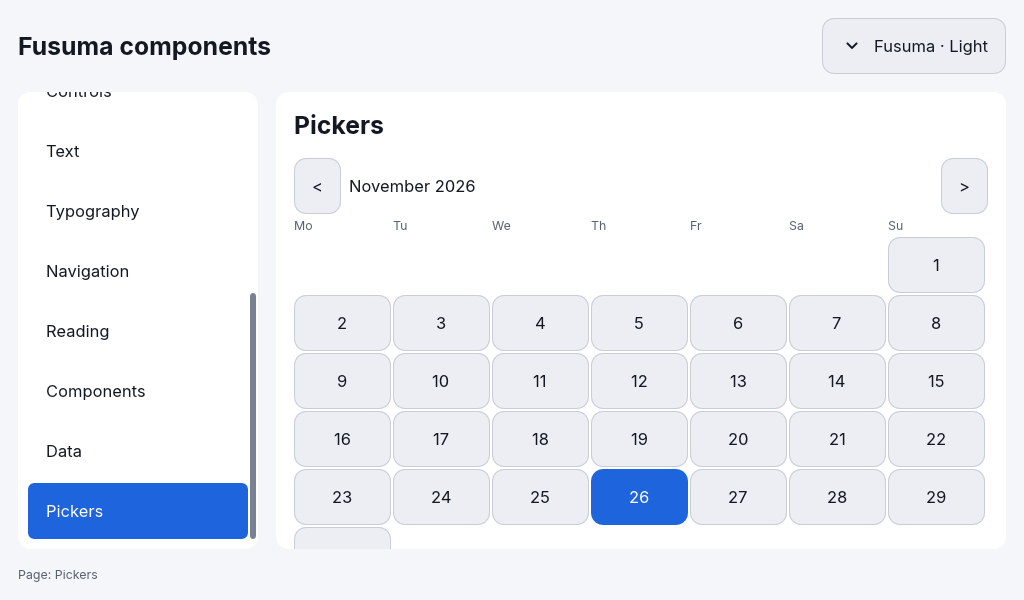 Fusuma components
Fusuma · Light
Controls
Text
Typography
Navigation
Reading
Components
Data
Pickers
Pickers
< November 2026 >
Mo Tu We Th Fr Sa Su
1
2 3 4 5 6 7 8
9 10 11 12 13 14 15
16 17 18 19 20 21 22
23 24 25 26 27 28 29
Page: Pickers